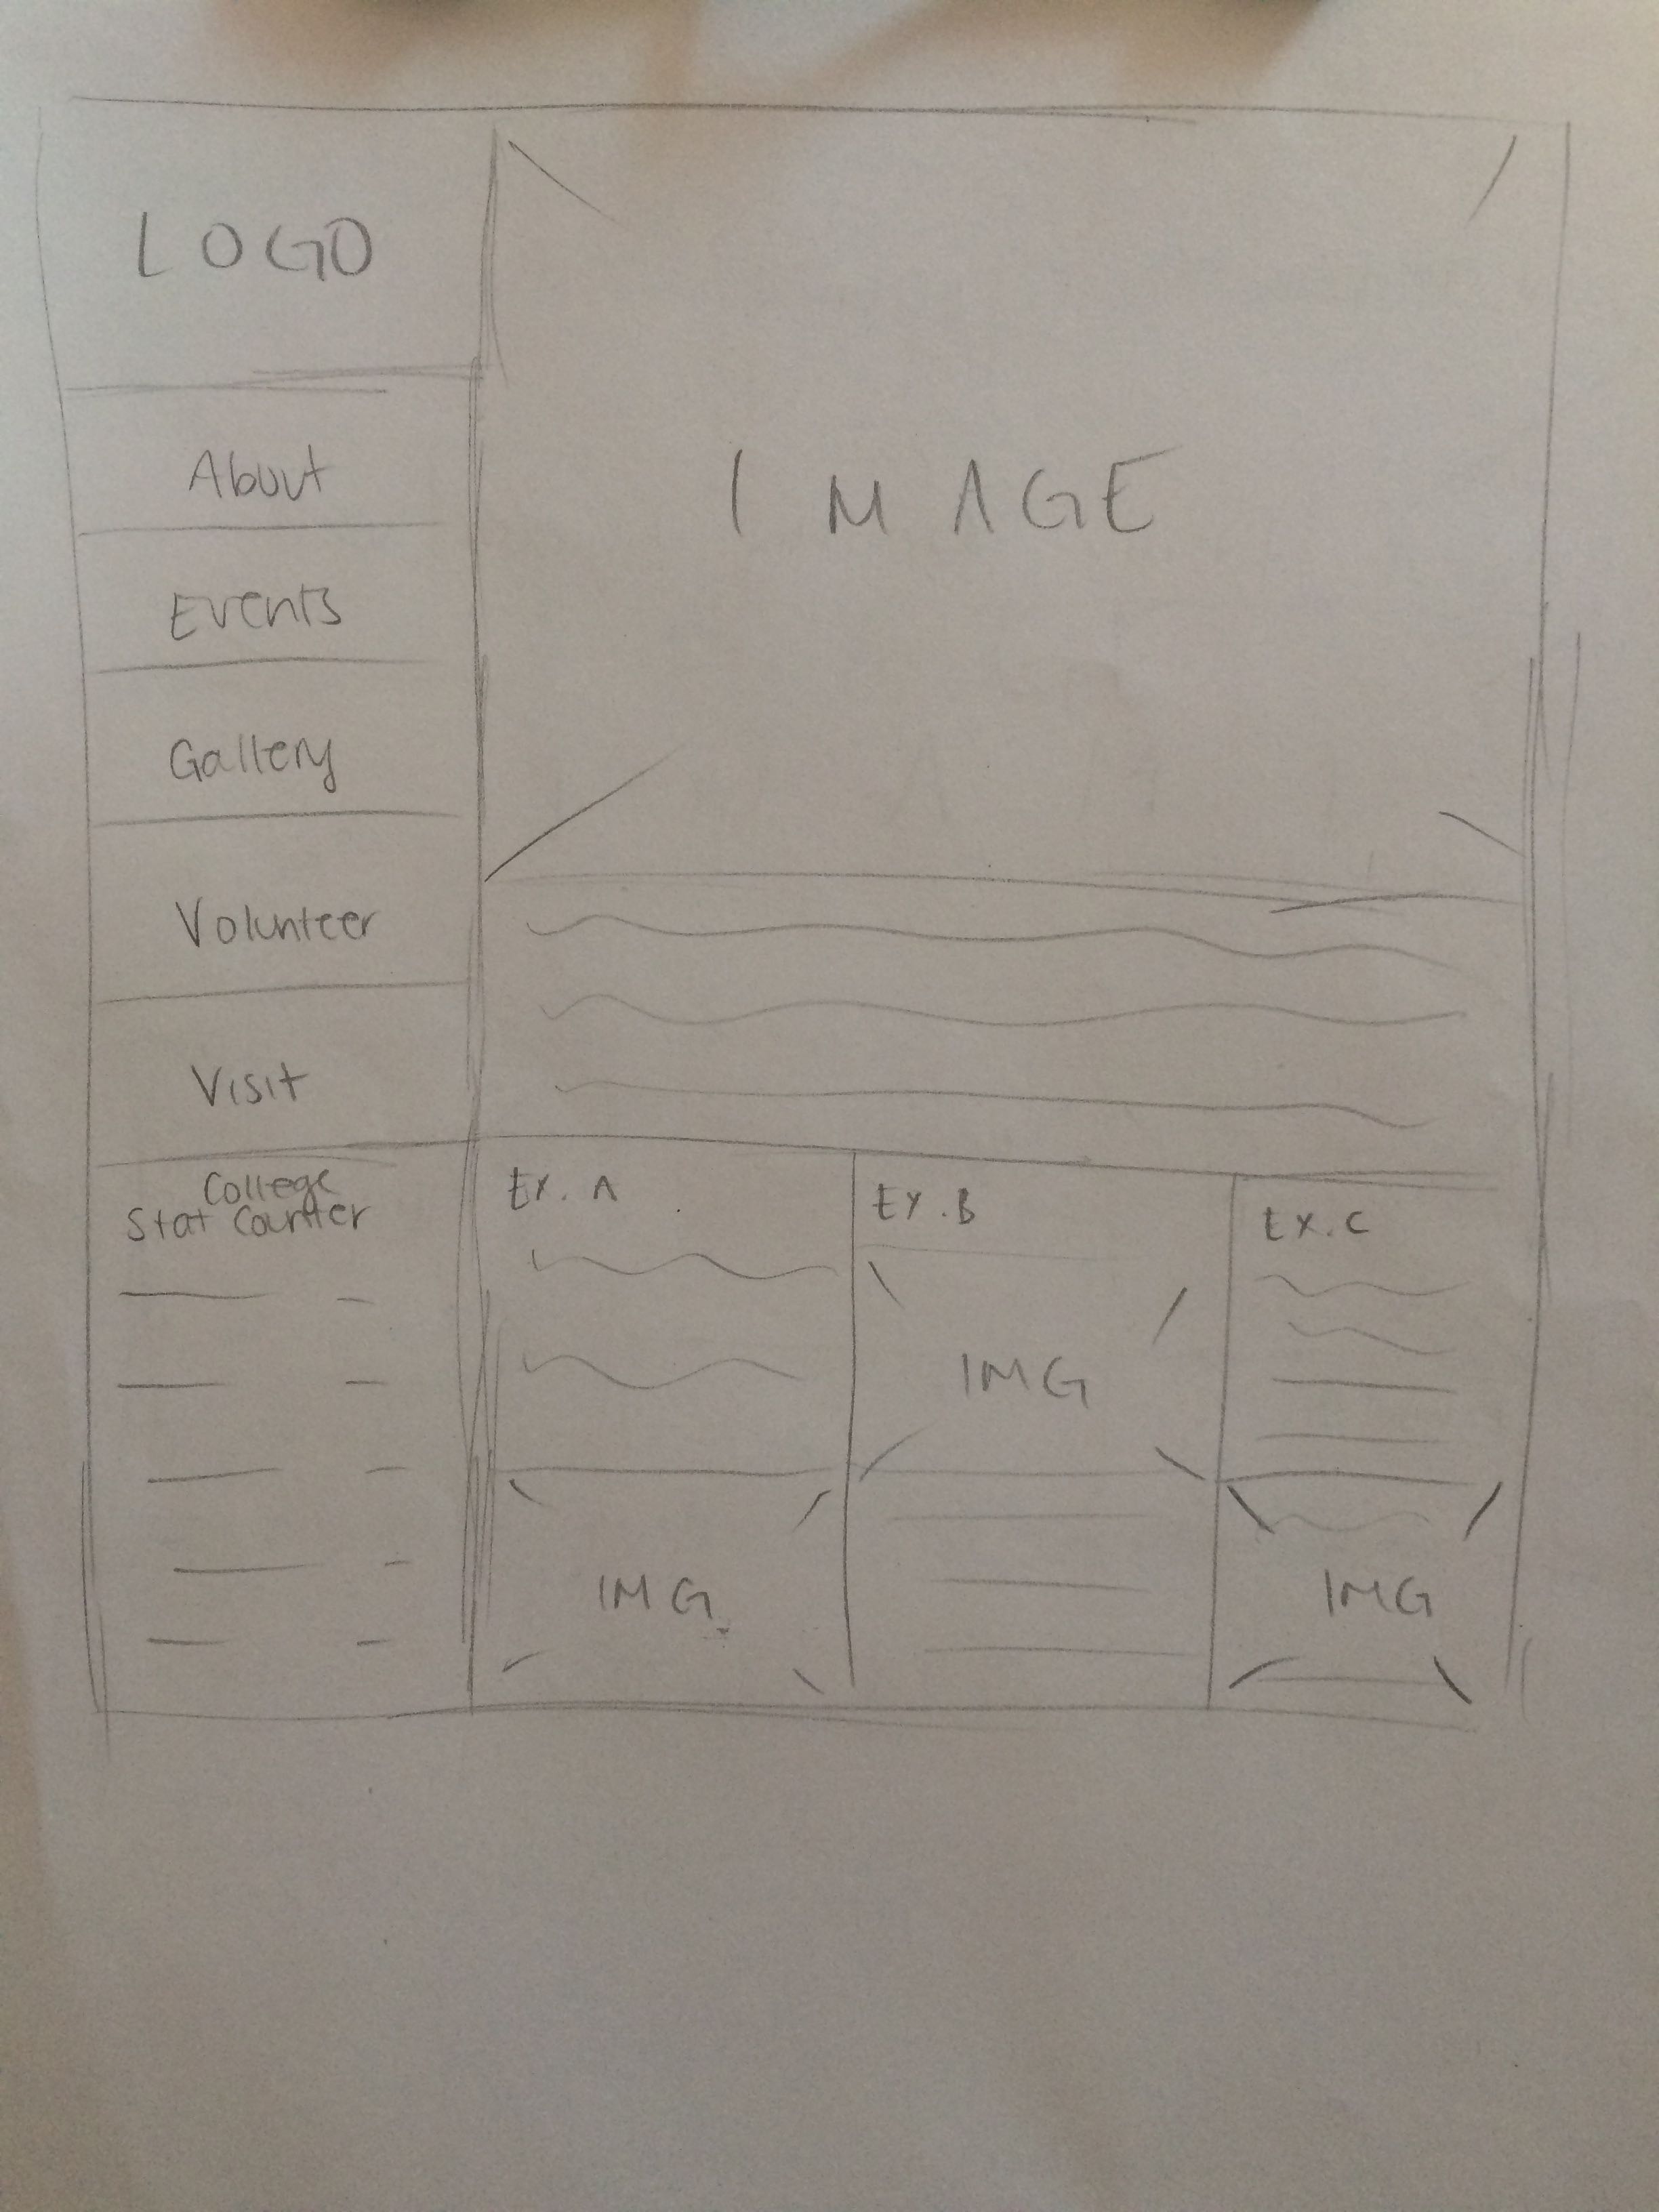 LOGO
About
Events
Gallery
Volunteer
Visit
College
Stat Counter
IMAGE
Ex. A
IMG
Ex. B
IMG
Ex. C
IMG